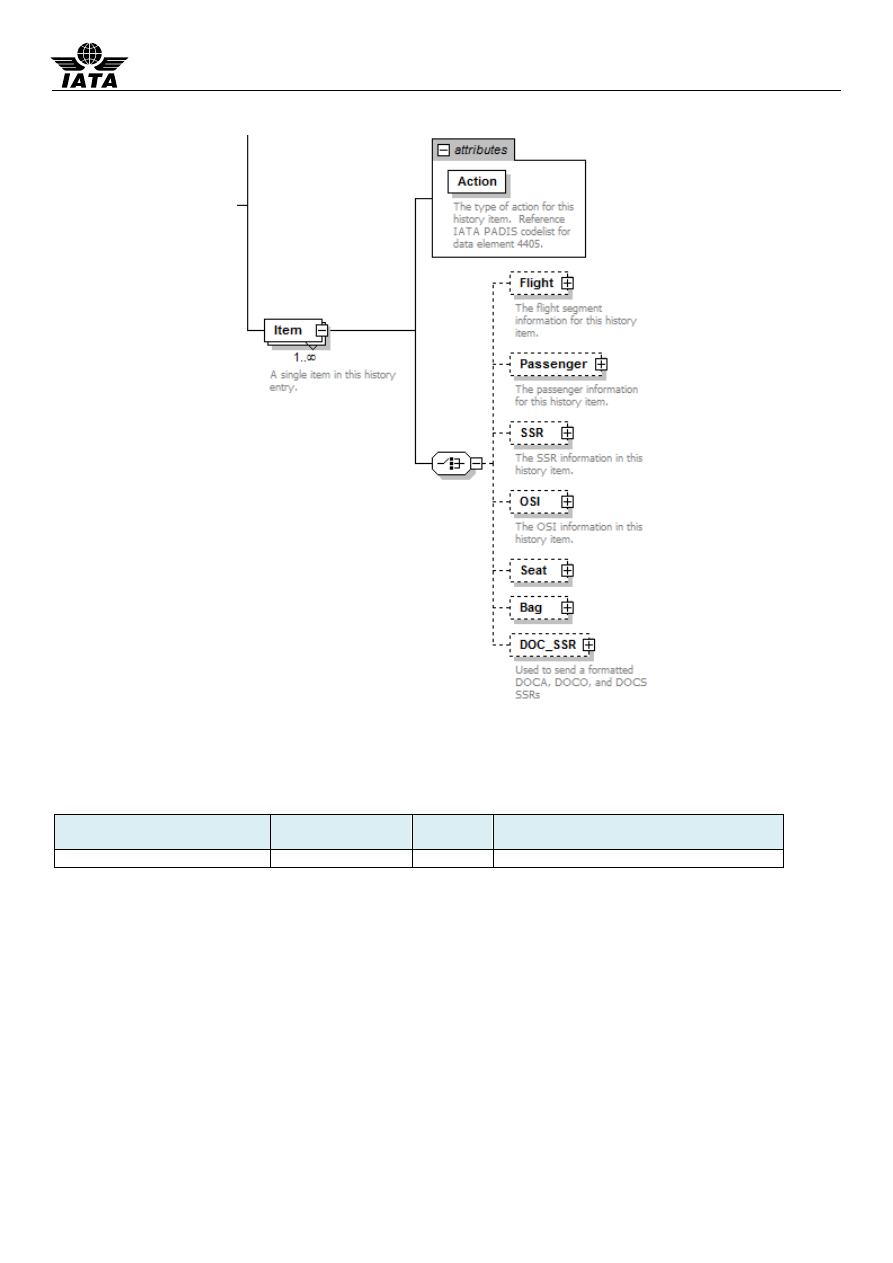 IATA
attributes
Action
The type of action for this
history item. Reference
IATA PADIS codelist for
data element 4405.
Flight
The flight segment
information for this history
item.
Item
1..∞
A single item in this history
entry.
Passenger
The passenger information
for this history item.
SSR
The SSR information in this
history item.
OSI
The OSI information in this
history item.
Seat
Bag
DOC_SSR
Used to send a formatted
DOCA, DOCO, and DOCS
SSRs